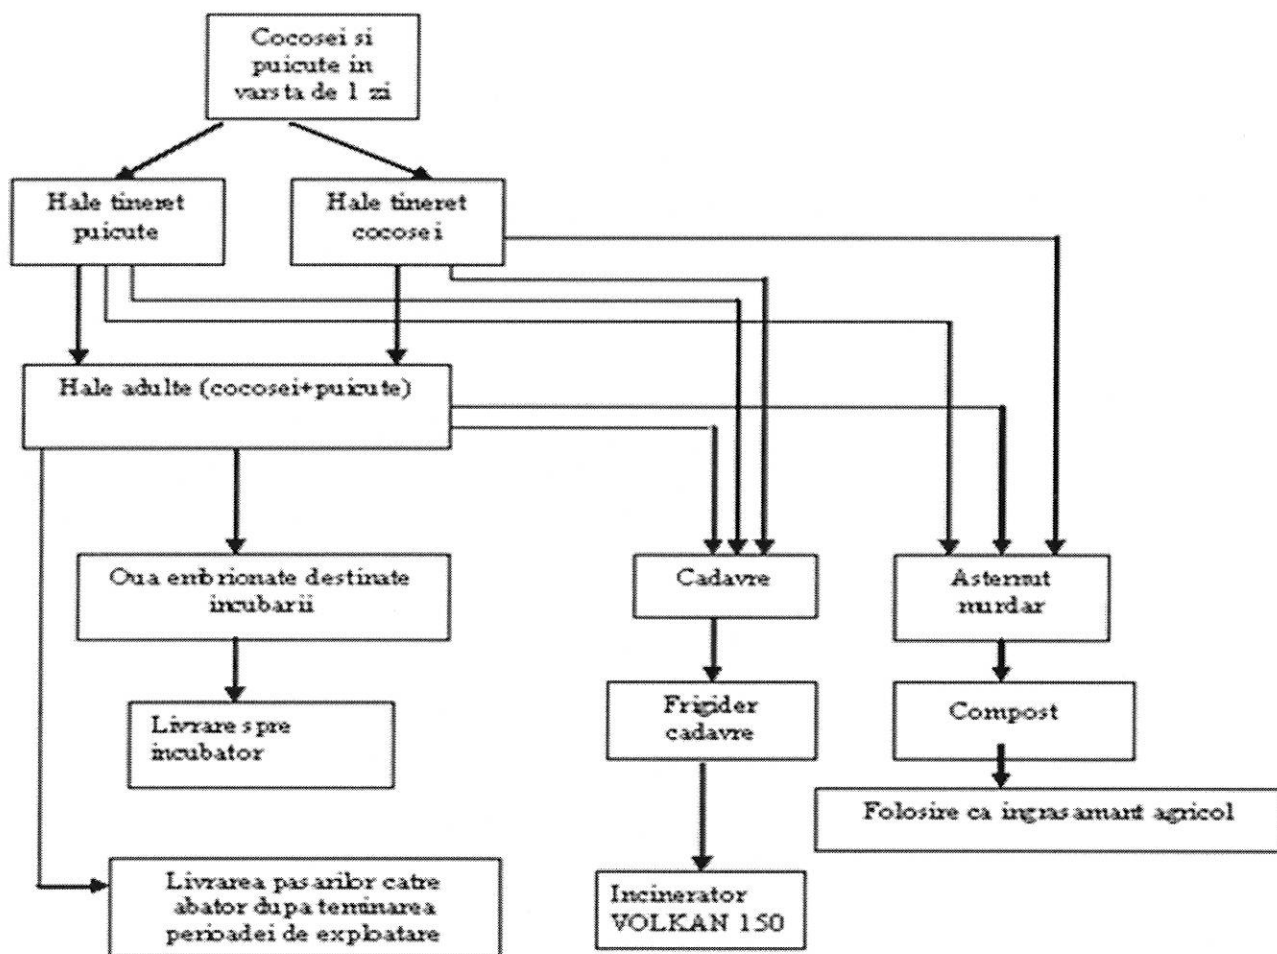 Cocosei si
puicute in
varsta de 1 zi
Hale tineret
puicute
Hale tineret
cocosei
Hale adulte (cocosei+puicute)
Oua embrionate destinate
incubarii
Cadavre
Asternut
murdar
Livrare spre
incubator
Frigider
cadavre
Compost
Folosire ca ingrasamant agricol
Livrarea pasarilor catre
abator dupa terminarea
perioadei de exploatare
Incinerator
VOLKAN 150